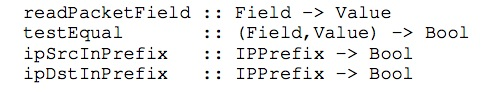 readPacketField :: Field -> Value
testEqual :: (Field,Value) -> Bool
ipSrcInPrefix :: IPPrefix -> Bool
ipDstInPrefix :: IPPrefix -> Bool